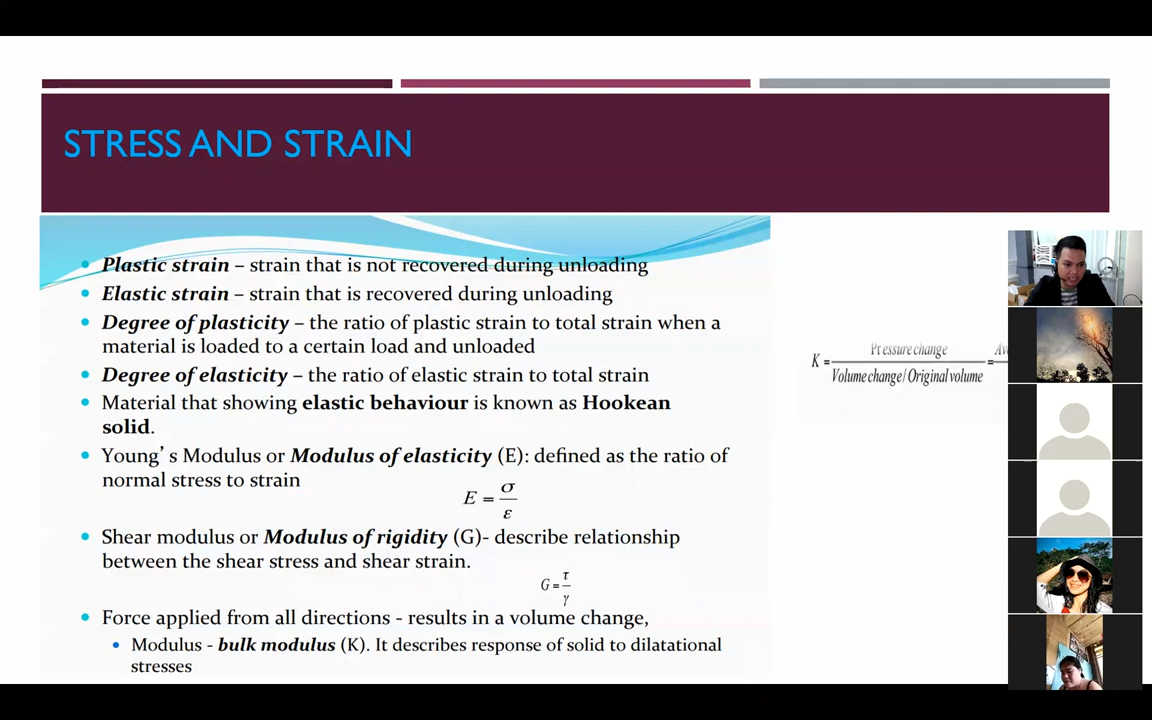 STRESS AND STRAIN
• Plastic strain – strain that is not recovered during unloading
• Elastic strain – strain that is recovered during unloading
• Degree of plasticity – the ratio of plastic strain to total strain when a
material is loaded to a certain load and unloaded
• Degree of elasticity – the ratio of elastic strain to total strain
• Material that showing elastic behaviour is known as Hookean
solid.
• Young's Modulus or Modulus of elasticity (E): defined as the ratio of
normal stress to strain
E = σ/ε
• Shear modulus or Modulus of rigidity (G)- describe relationship
between the shear stress and shear strain.
G = τ/γ
• Force applied from all directions - results in a volume change,
• Modulus - bulk modulus (K). It describes response of solid to dilatational
stresses
K = Pressure change / Volume change / Original volume =